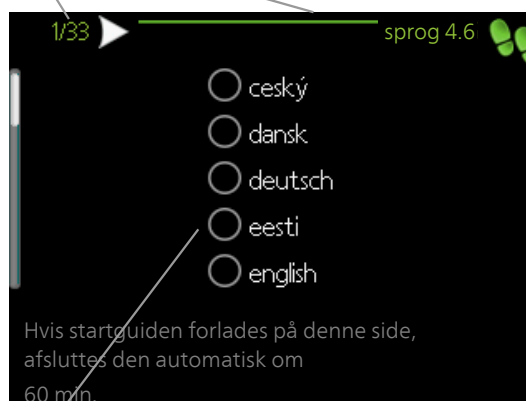 1/33
sprog 4.6
ceský
dansk
deutsch
eesti
english
Hvis startguiden forlades på denne side,
afsluttes den automatisk om
60 min.